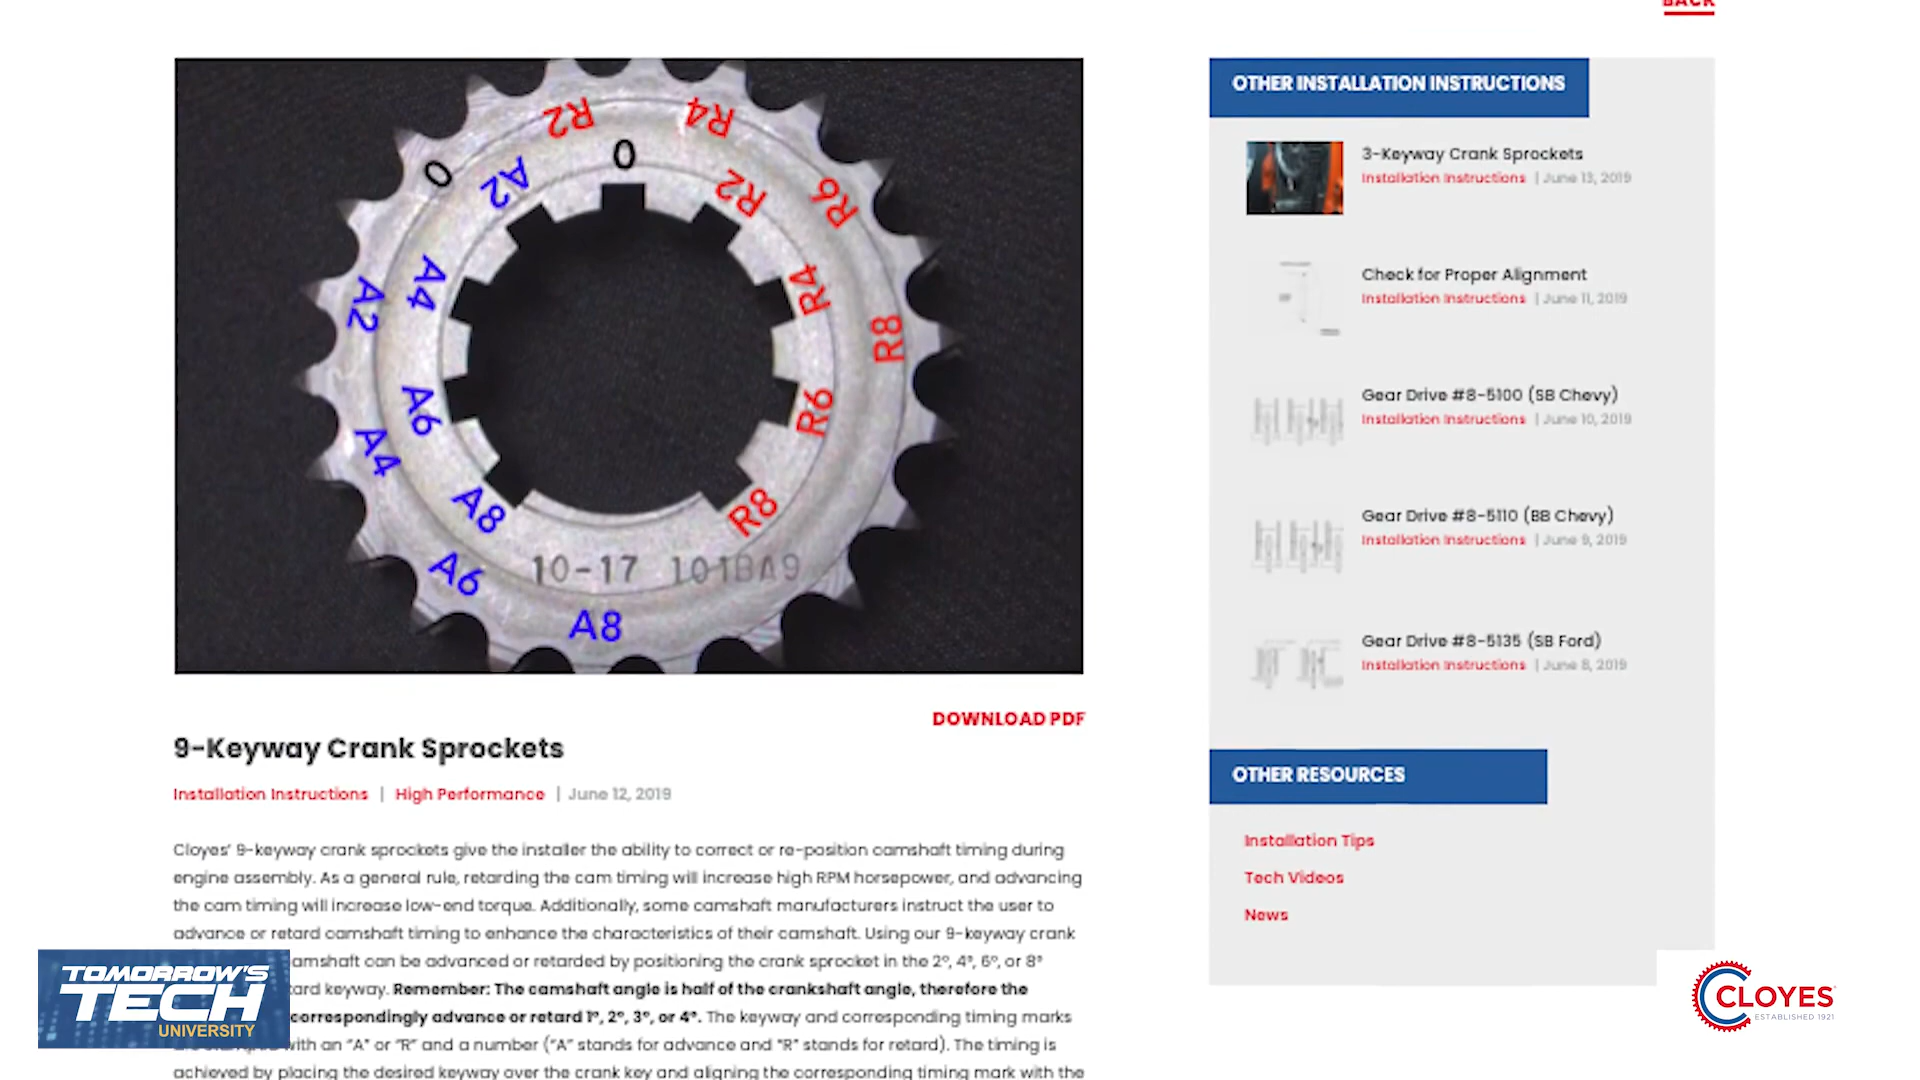 BACK
O
R2
R4
A2
O
R2
R6
A4
A2
R4
R8
A6
R6
A4
A8
R8
A6
10-17 101BA9
A8
DOWNLOAD PDF
9-Keyway Crank Sprockets
Installation Instructions | High Performance | June 12, 2019
Cloyes' 9-keyway crank sprockets give the installer the ability to correct or re-position camshaft timing during
engine assembly. As a general rule, retarding the cam timing will increase high RPM horsepower, and advancing
the cam timing will increase low-end torque. Additionally, some camshaft manufacturers instruct the user to
advance or retard camshaft timing to enhance the characteristics of their camshaft. Using our 9-keyway crank
amshaft can be advanced or retarded by positioning the crank sprocket in the 2º, 4º, 6º, or 8º
tard keyway. Remember: The camshaft angle is half of the crankshaft angle, therefore the
correspondingly advance or retard 1º, 2º, 3º, or 4º. The keyway and corresponding timing marks
with an "A" or "R" and a number ("A" stands for advance and "R" stands for retard). The timing is
achieved by placing the desired keyway over the crank key and aligning the corresponding timing mark with the
OTHER INSTALLATION INSTRUCTIONS
3-Keyway Crank Sprockets
Installation Instructions | June 13, 2019
Check for Proper Alignment
Installation Instructions | June 11, 2019
Gear Drive #8-5100 (SB Chevy)
Installation Instructions | June 10, 2019
Gear Drive #8-5110 (BB Chevy)
Installation Instructions | June 9, 2019
Gear Drive #8-5135 (SB Ford)
Installation Instructions | June 8, 2019
OTHER RESOURCES
Installation Tips
Tech Videos
News
TOMORROW'S
TECH
UNIVERSITY
CLOYES
ESTABLISHED 1921